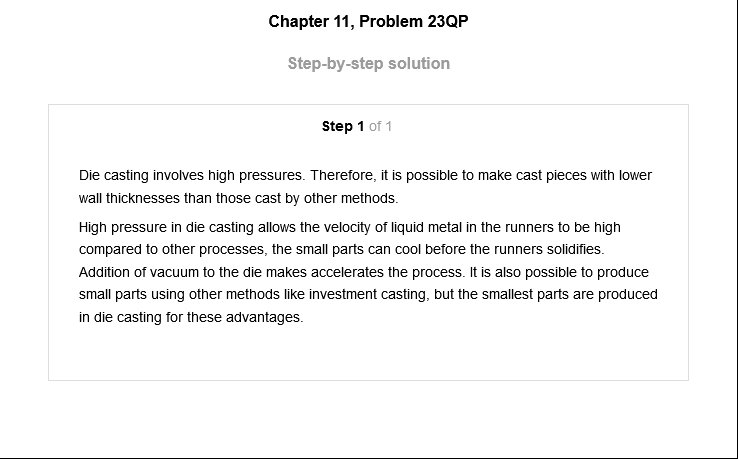 Chapter 11, Problem 23QP
Step-by-step solution
Step 1 of 1
Die casting involves high pressures. Therefore, it is possible to make cast pieces with lower
wall thicknesses than those cast by other methods.
High pressure in die casting allows the velocity of liquid metal in the runners to be high
compared to other processes, the small parts can cool before the runners solidifies.
Addition of vacuum to the die makes accelerates the process. It is also possible to produce
small parts using other methods like investment casting, but the smallest parts are produced
in die casting for these advantages.